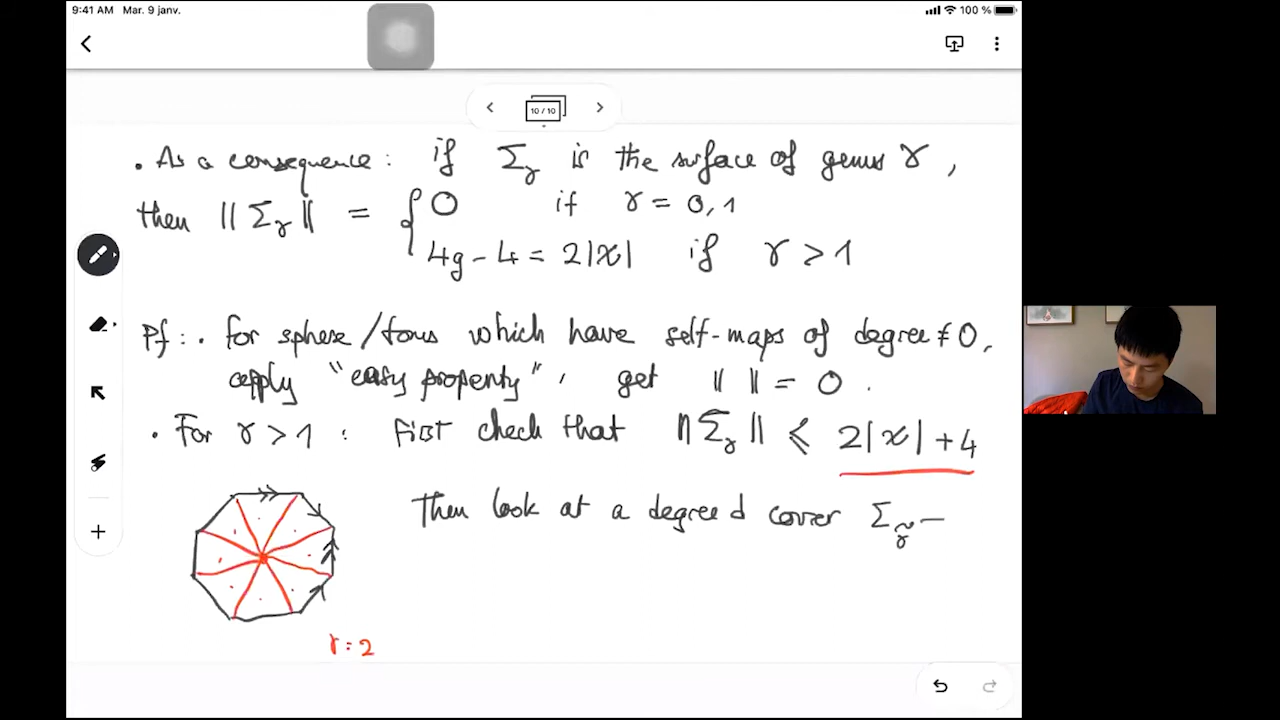 9:41 AM Mar. 9 janv.
100 %
10 / 10
. As a consequence: if Σ_γ is the surface of genus γ,
then ||Σ_γ|| = { 0 if γ = 0, 1
4g - 4 = 2|χ| if γ > 1
Pf : . For sphere/torus which have self-maps of degree ≠ 0,
apply "easy property", get || || = 0 .
. For γ > 1 : First check that ||Σ_γ|| ≤ 2|χ| + 4
Then look at a degree d cover Σ_γ̃ –
γ = 2